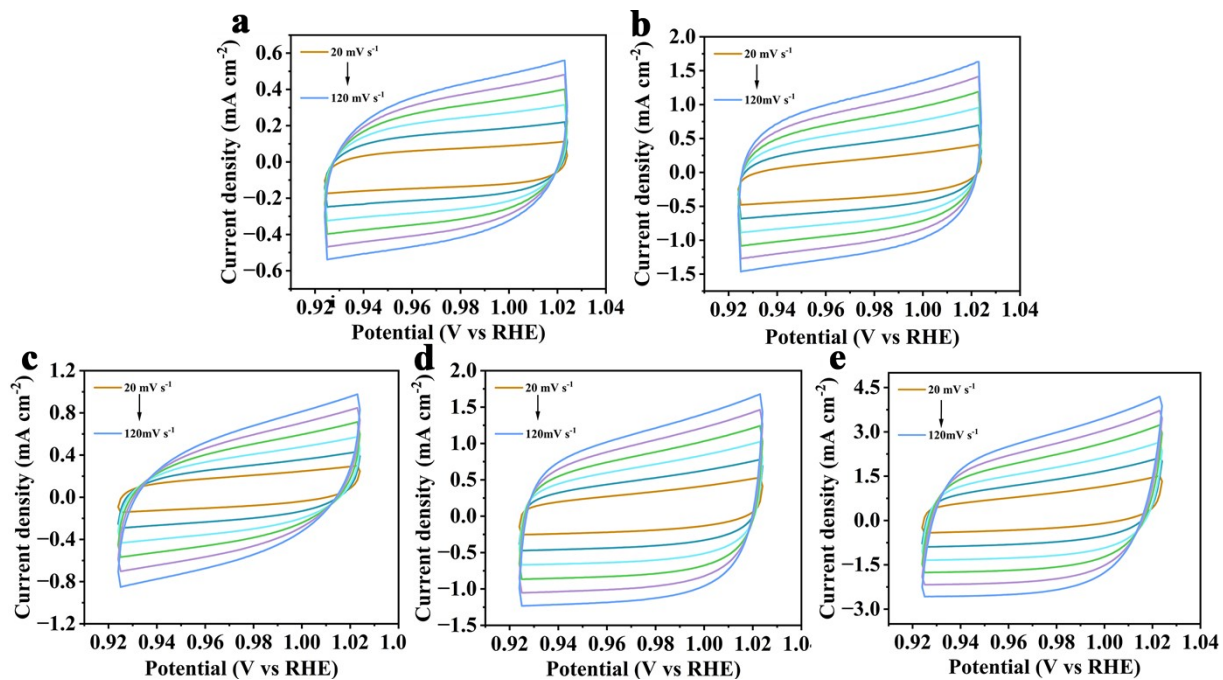 a
20 mV s-1
120 mV s-1
Current density (mA cm-2)
0.6
0.4
0.2
0.0
−0.2
−0.4
−0.6
0.92 0.94 0.96 0.98 1.00 1.02 1.04
Potential (V vs RHE)
b
20 mV s-1
120mV s-1
Current density (mA cm-2)
2.0
1.5
1.0
0.5
0.0
−0.5
−1.0
−1.5
0.92 0.94 0.96 0.98 1.00 1.02 1.04
Potential (V vs RHE)
c
20 mV s-1
120mV s-1
Current density (mA cm-2)
1.2
0.8
0.4
0.0
−0.4
−0.8
−1.2
0.92 0.94 0.96 0.98 1.00 1.02 1.0
Potential (V vs RHE)
d
20 mV s-1
120mV s-1
Current density (mA cm-2)
2.0
1.5
1.0
0.5
0.0
−0.5
−1.0
−1.5
0.92 0.94 0.96 0.98 1.00 1.02 1.0
Potential (V vs RHE)
e
20 mV s-1
120mV s-1
Current density (mA cm-2)
4.5
3.0
1.5
0.0
−1.5
−3.0
0.92 0.94 0.96 0.98 1.00 1.02 1.04
Potential (V vs RHE)